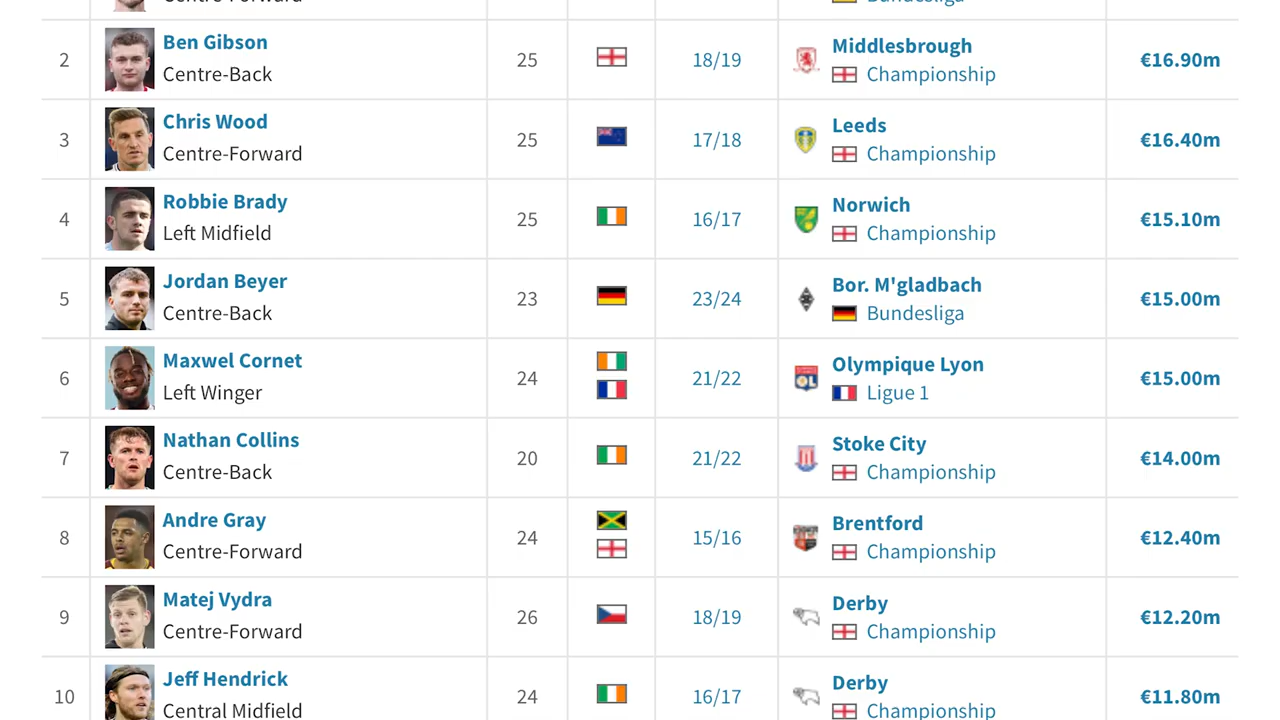 Centre-Forward
Bundesliga
2
Ben Gibson
Centre-Back
25
18/19
Middlesbrough
Championship
€16.90m
3
Chris Wood
Centre-Forward
25
17/18
Leeds
Championship
€16.40m
4
Robbie Brady
Left Midfield
25
16/17
Norwich
Championship
€15.10m
5
Jordan Beyer
Centre-Back
23
23/24
Bor. M'gladbach
Bundesliga
€15.00m
6
Maxwel Cornet
Left Winger
24
21/22
Olympique Lyon
Ligue 1
€15.00m
7
Nathan Collins
Centre-Back
20
21/22
Stoke City
Championship
€14.00m
8
Andre Gray
Centre-Forward
24
15/16
Brentford
Championship
€12.40m
9
Matej Vydra
Centre-Forward
26
18/19
Derby
Championship
€12.20m
10
Jeff Hendrick
Central Midfield
24
16/17
Derby
Championship
€11.80m